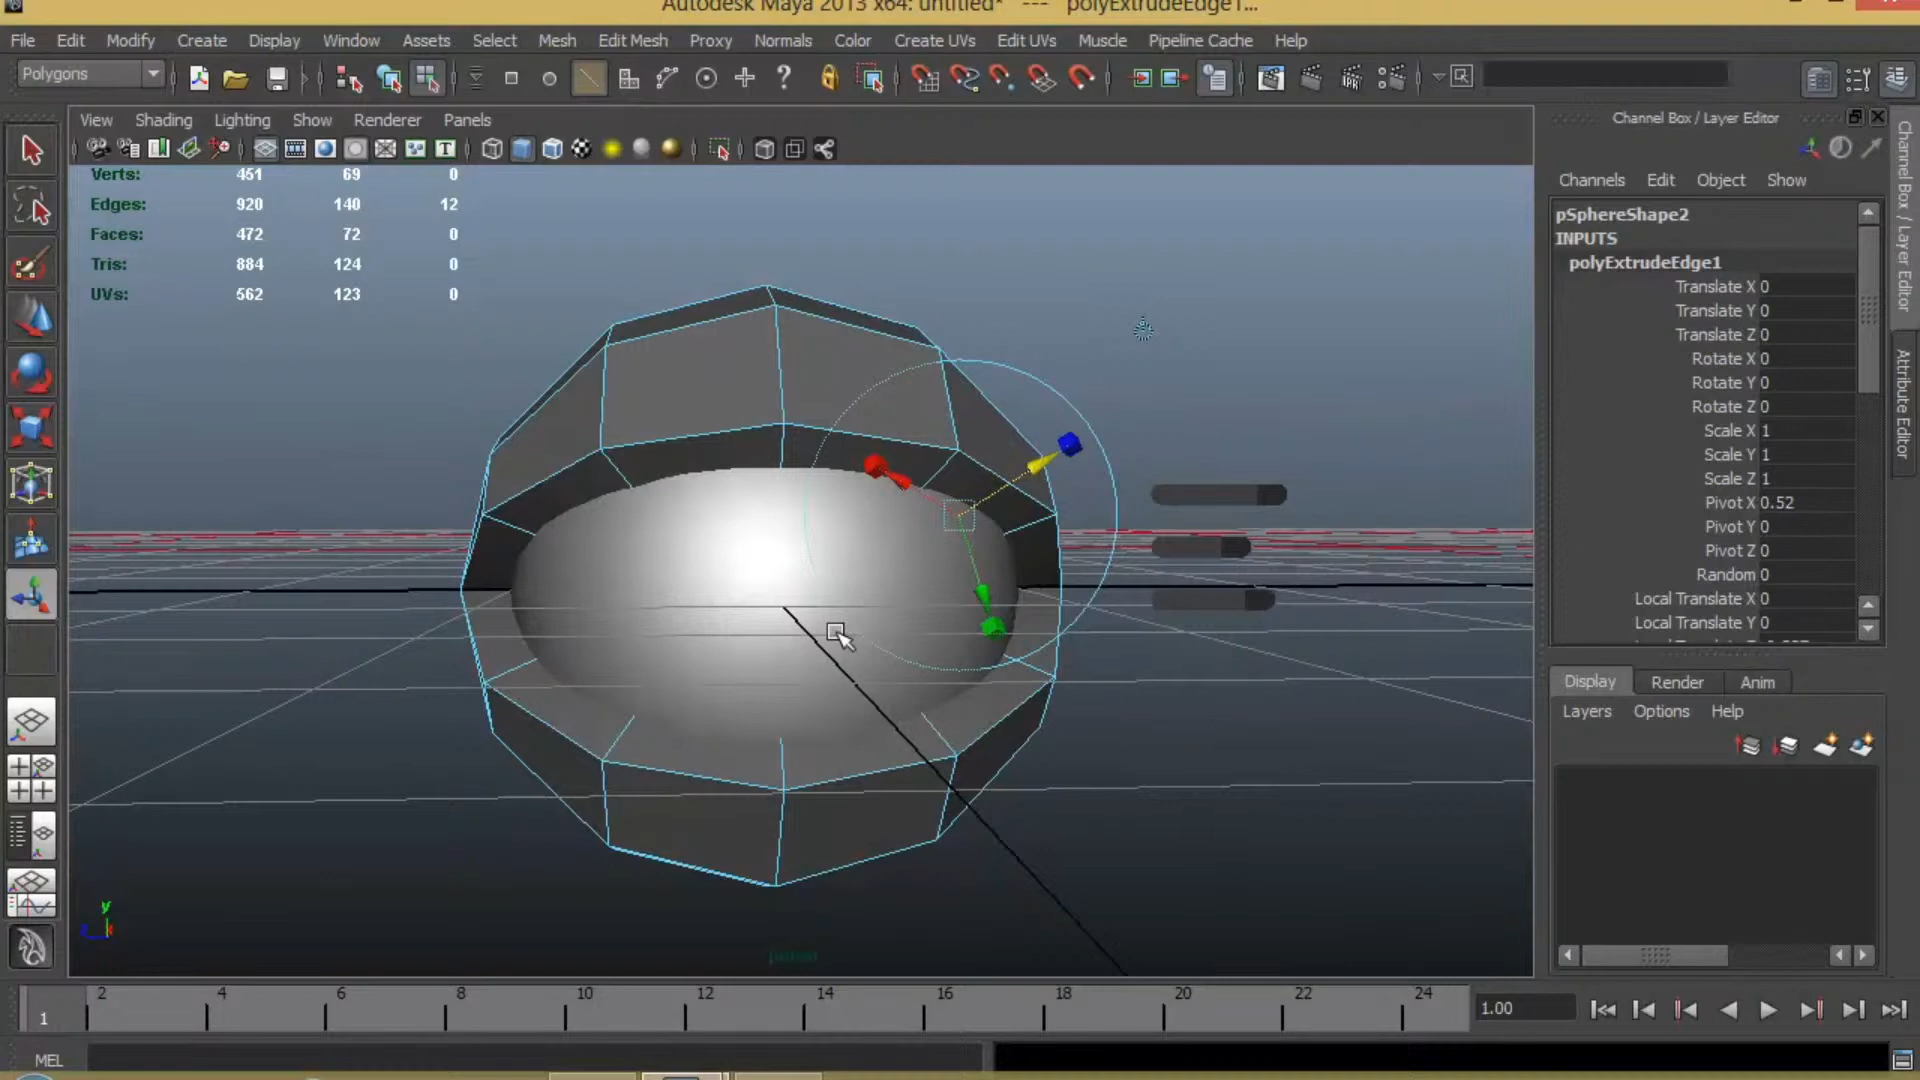 Autodesk Maya 2013 x64: untitled* --- polyExtrudeEdge1...
File Edit Modify Create Display Window Assets Select Mesh Edit Mesh Proxy Normals Color Create UVs Edit UVs Muscle Pipeline Cache Help
Polygons
View Shading Lighting Show Renderer Panels
Channel Box / Layer Editor
Channels Edit Object Show
Verts: 451 69 0
Edges: 920 140 12
Faces: 472 72 0
Tris: 884 124 0
UVs: 562 123 0
pSphereShape2
INPUTS
polyExtrudeEdge1
Translate X 0
Translate Y 0
Translate Z 0
Rotate X 0
Rotate Y 0
Rotate Z 0
Scale X 1
Scale Y 1
Scale Z 1
Pivot X 0.52
Pivot Y 0
Pivot Z 0
Random 0
Local Translate X 0
Local Translate Y 0
Channel Box / Layer Editor
Attribute Editor
Display Render Anim
Layers Options Help
y
persp
2 4 6 8 10 12 14 16 18 20 22 24
1
1.00
MEL